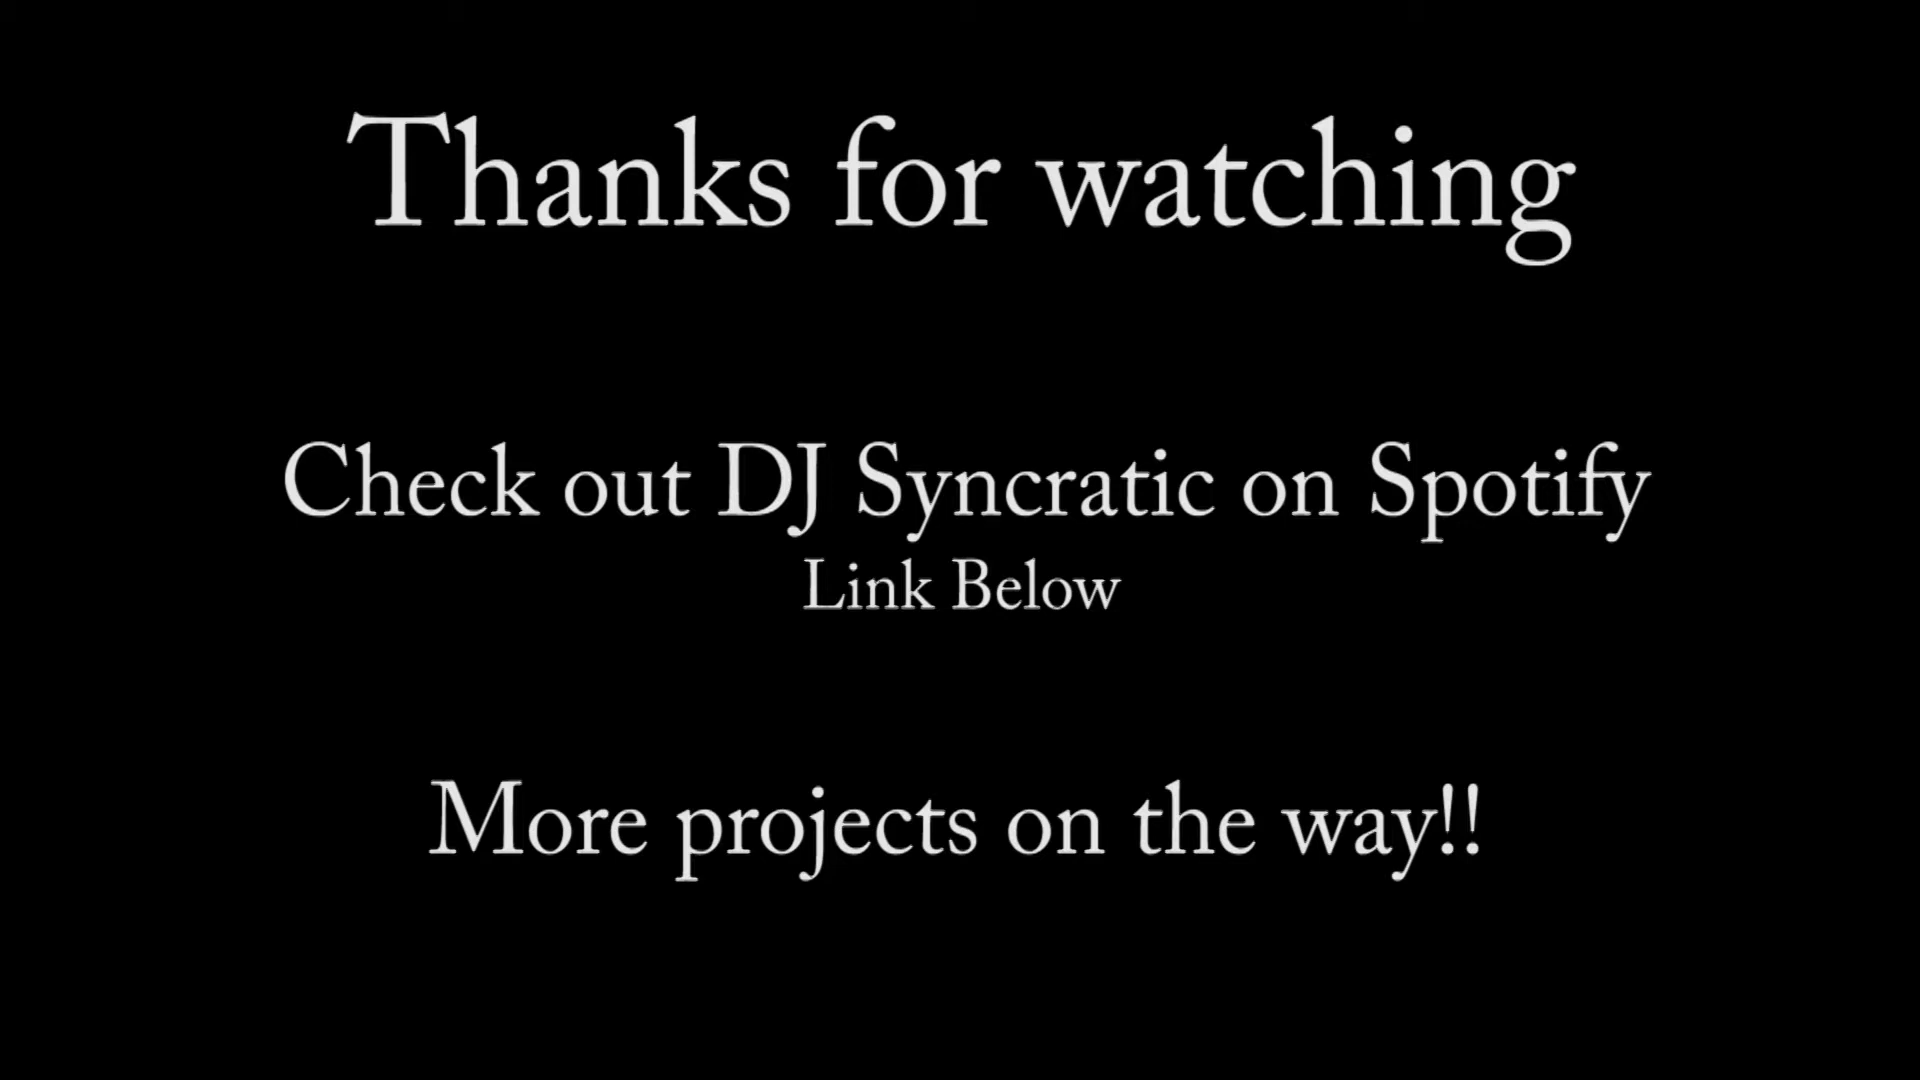 Thanks for watching
Check out DJ Syncratic on Spotify
Link Below
More projects on the way!!